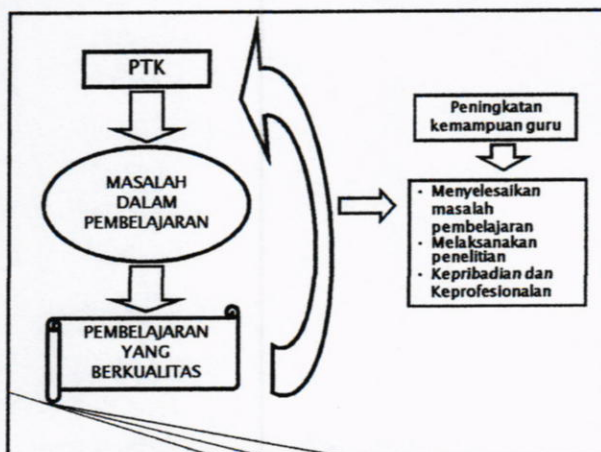 PTK
MASALAH
DALAM
PEMBELAJARAN
PEMBELAJARAN
YANG
BERKUALITAS
Peningkatan
kemampuan guru
• Menyelesaikan
masalah
pembelajaran
• Melaksanakan
penelitian
• Kepribadian dan
Keprofesionalan